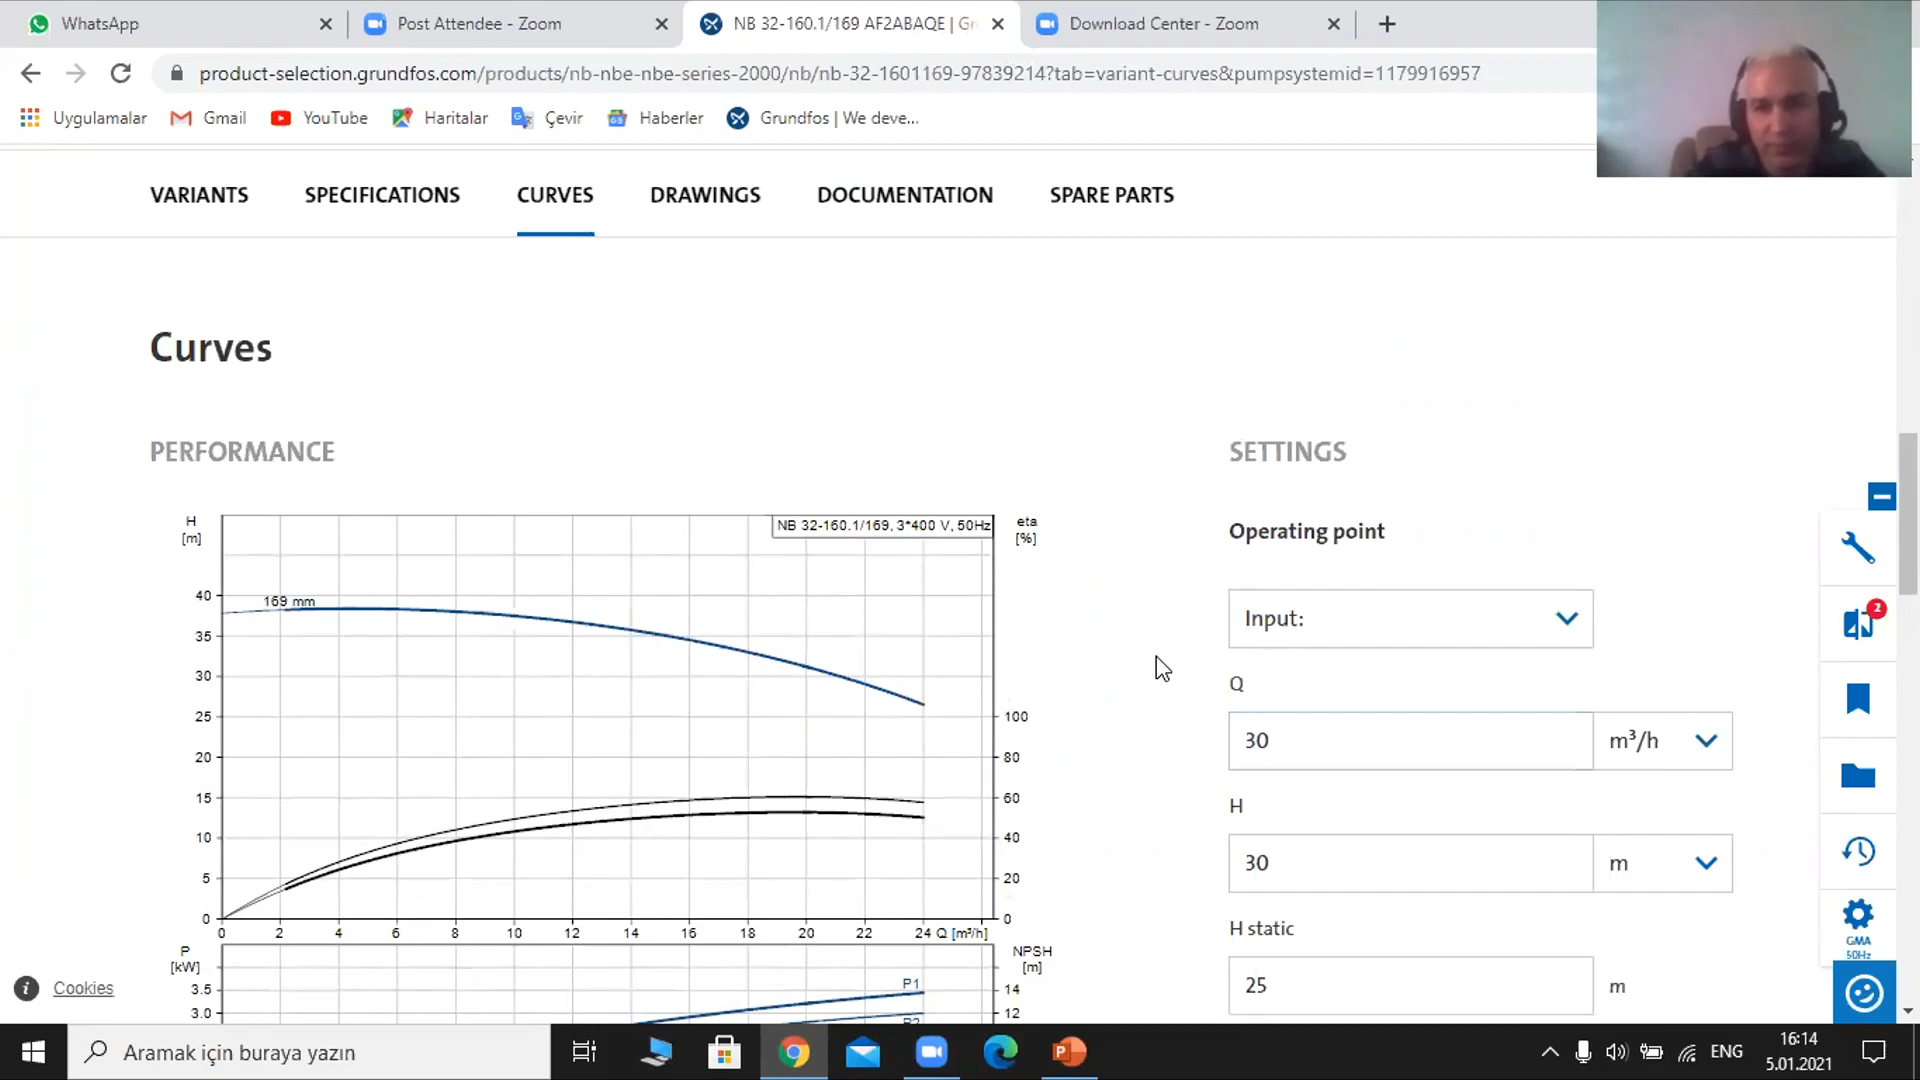 WhatsApp
Post Attendee - Zoom
NB 32-160.1/169 AF2ABAQE | Gr
Download Center - Zoom
product-selection.grundfos.com/products/nb-nbe-nbe-series-2000/nb/nb-32-1601169-97839214?tab=variant-curves&pumpsystemid=1179916957
Uygulamalar
Gmail
YouTube
Haritalar
Çevir
Haberler
Grundfos | We deve...
VARIANTS
SPECIFICATIONS
CURVES
DRAWINGS
DOCUMENTATION
SPARE PARTS
Curves
PERFORMANCE
SETTINGS
H
[m]
NB 32-160.1/169, 3*400 V, 50Hz
eta
[%]
169 mm
40
35
30
25
20
15
10
5
0
100
80
60
40
20
0
0 2 4 6 8 10 12 14 16 18 20 22 24 Q [m³/h]
P
[kW]
NPSH
[m]
3.5
3.0
P1
P2
14
12
Operating point
Input:
Q
30
m³/h
H
30
m
H static
25
m
2
GMA
50Hz
Cookies
Aramak için buraya yazın
ENG
16:14
5.01.2021